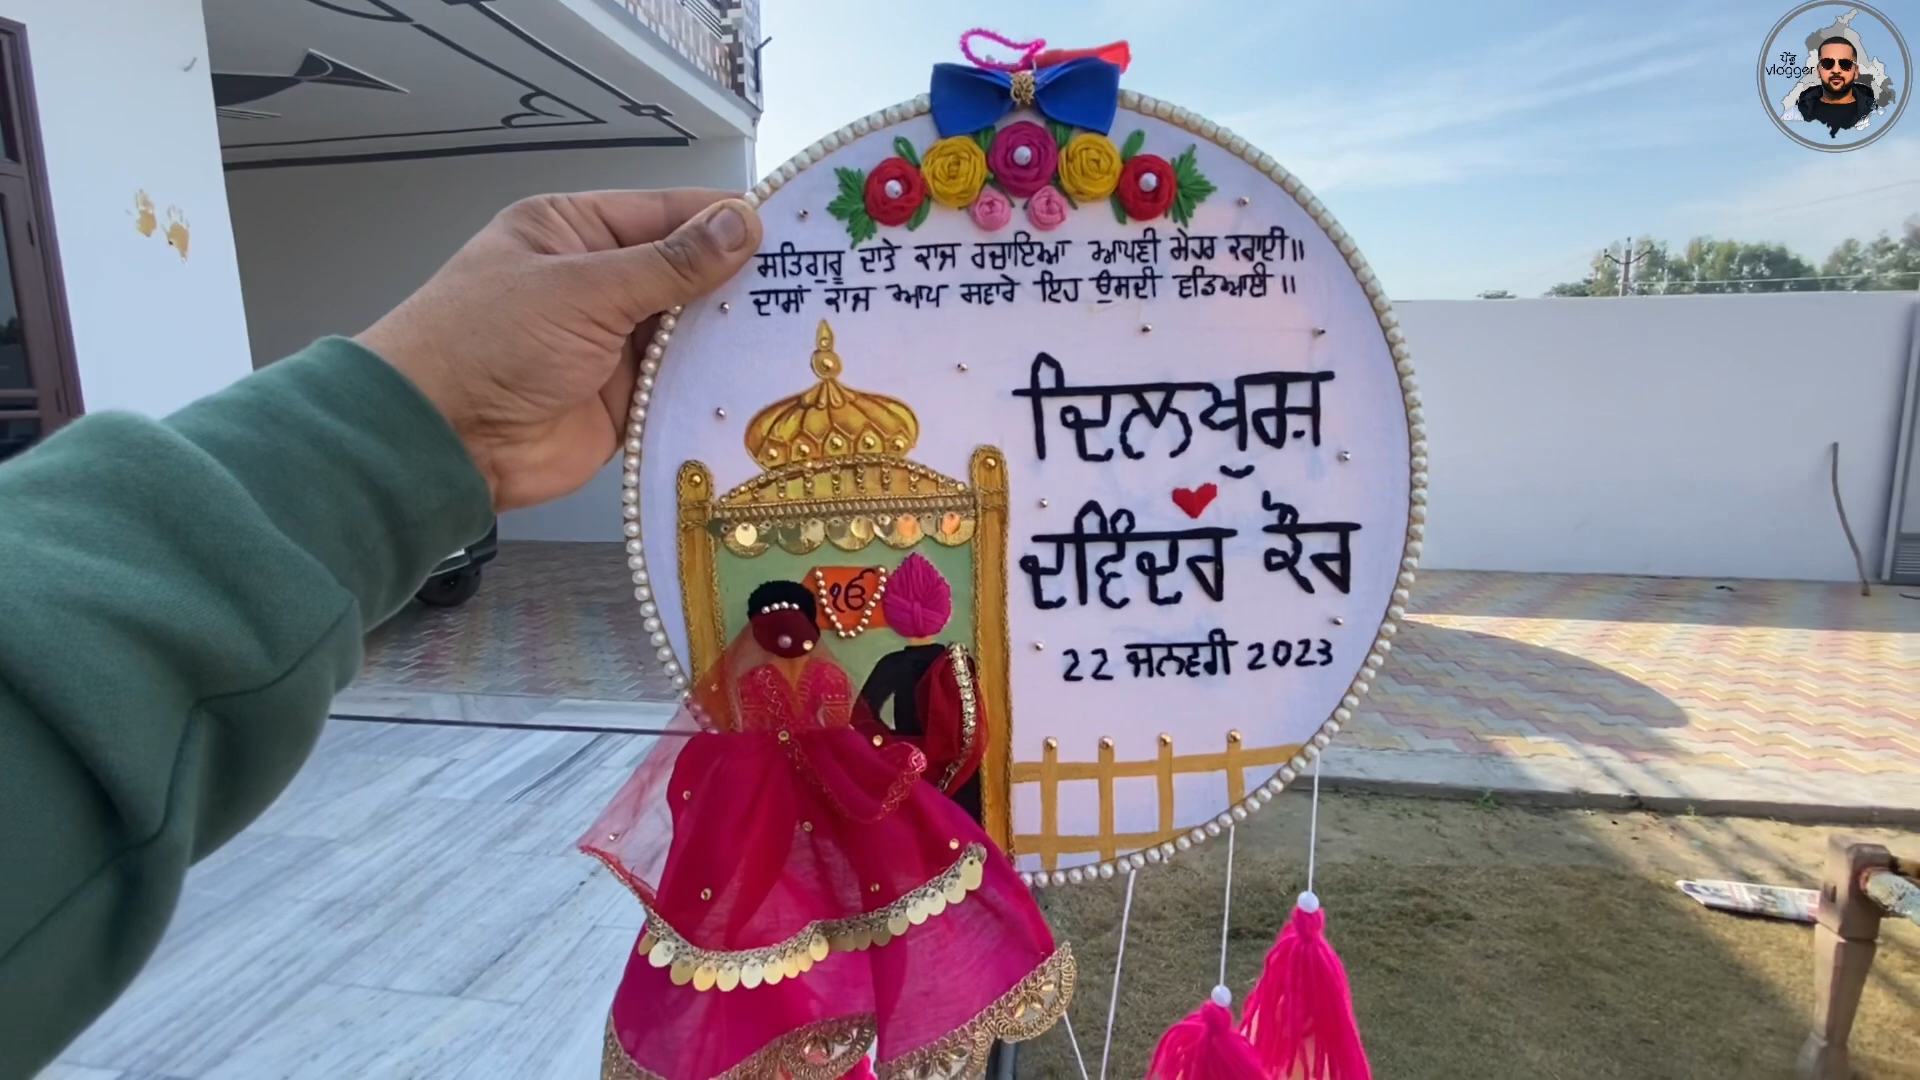 ਪੇਂਡੂ
vlogger
ਸਤਿਗੁਰੂ ਦਾਤੇ ਕਾਜ ਰਚਾਇਆ ਆਪਣੀ ਮੇਹਰ ਕਰਾਈ॥
ਦਾਸਾਂ ਕਾਜ ਆਪ ਸਵਾਰੇ ਇਹ ਉਸਦੀ ਵਡਿਆਈ॥
ਦਿਲਖੁਸ਼
ਦਵਿੰਦਰ ਕੌਰ
22 ਜਨਵਰੀ 2023
ੴ